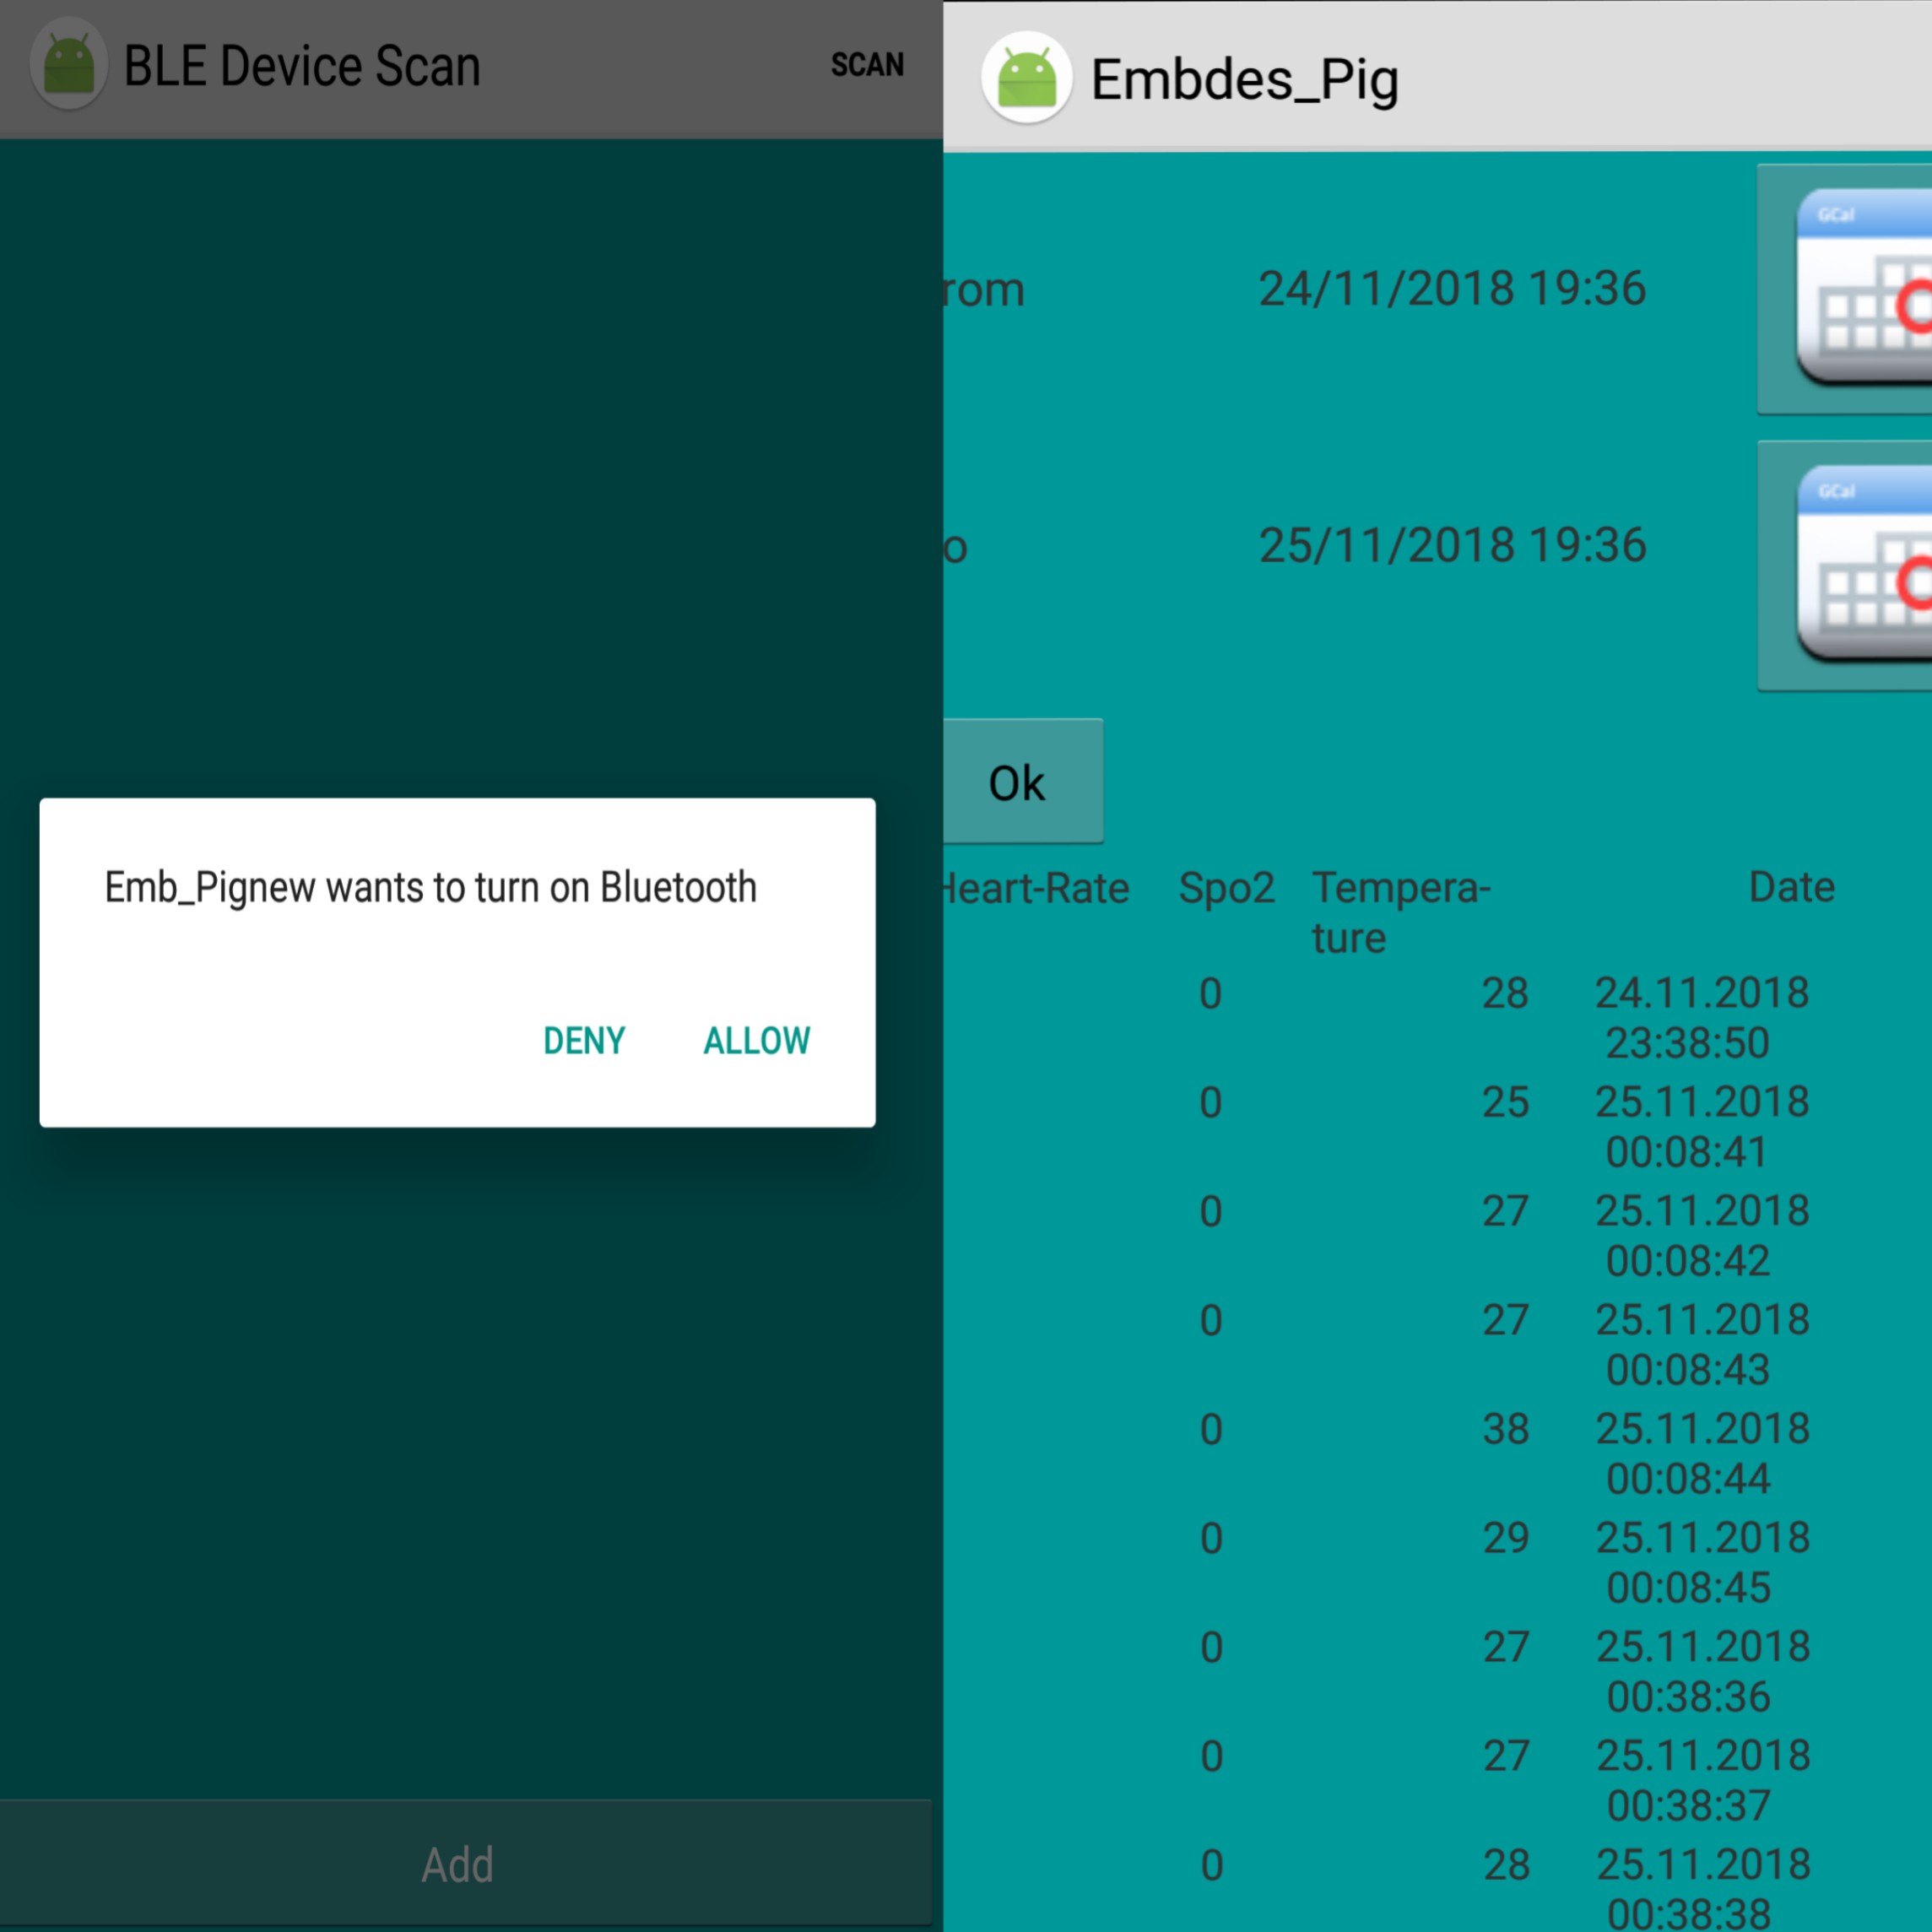 BLE Device Scan
SCAN
Emb_Pignew wants to turn on Bluetooth
DENY ALLOW
Add
Embdes_Pig
GCal
rom 24/11/2018 19:36
GCal
o 25/11/2018 19:36
Ok
Heart-Rate Spo2 Tempera- Date
ture
0 28 24.11.2018
23:38:50
0 25 25.11.2018
00:08:41
0 27 25.11.2018
00:08:42
0 27 25.11.2018
00:08:43
0 38 25.11.2018
00:08:44
0 29 25.11.2018
00:08:45
0 27 25.11.2018
00:38:36
0 27 25.11.2018
00:38:37
0 28 25.11.2018
00:38:38